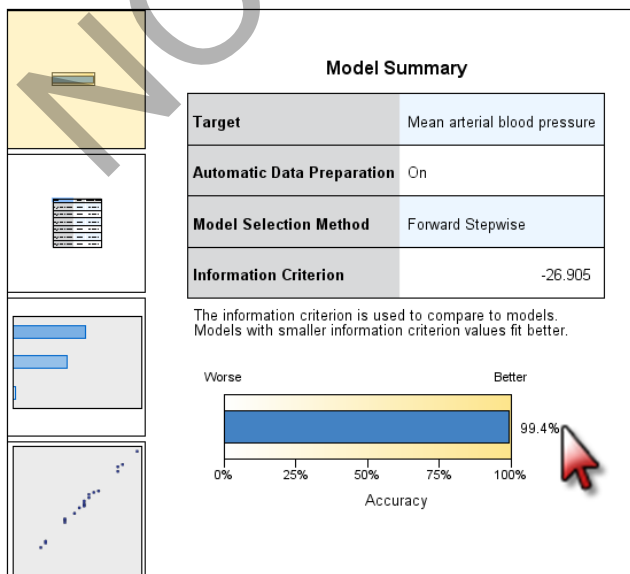 Model Summary
Target Mean arterial blood pressure
Automatic Data Preparation On
Model Selection Method Forward Stepwise
Information Criterion -26.905
The information criterion is used to compare to models.
Models with smaller information criterion values fit better.
Worse Better
99.4%
0% 25% 50% 75% 100%
Accuracy